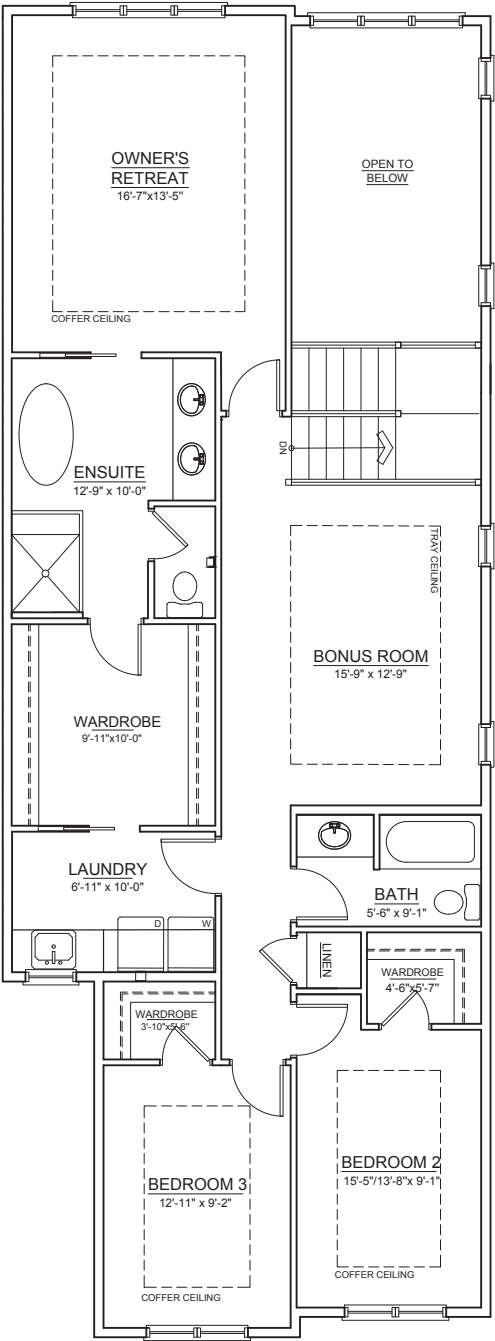 OWNER'S
RETREAT
16'-7"x13'-5"
COFFER CEILING
OPEN TO
BELOW
DN
ENSUITE
12'-9" x 10'-0"
TRAY CEILING
BONUS ROOM
15'-9" x 12'-9"
WARDROBE
9'-11"x10'-0"
LAUNDRY
6'-11" x 10'-0"
D
W
BATH
5'-6" x 9'-1"
LINEN
WARDROBE
4'-6"x5'-7"
WARDROBE
3'-10"x5'-6"
BEDROOM 3
12'-11" x 9'-2"
COFFER CEILING
BEDROOM 2
15'-5"/13'-8"x 9'-1"
COFFER CEILING